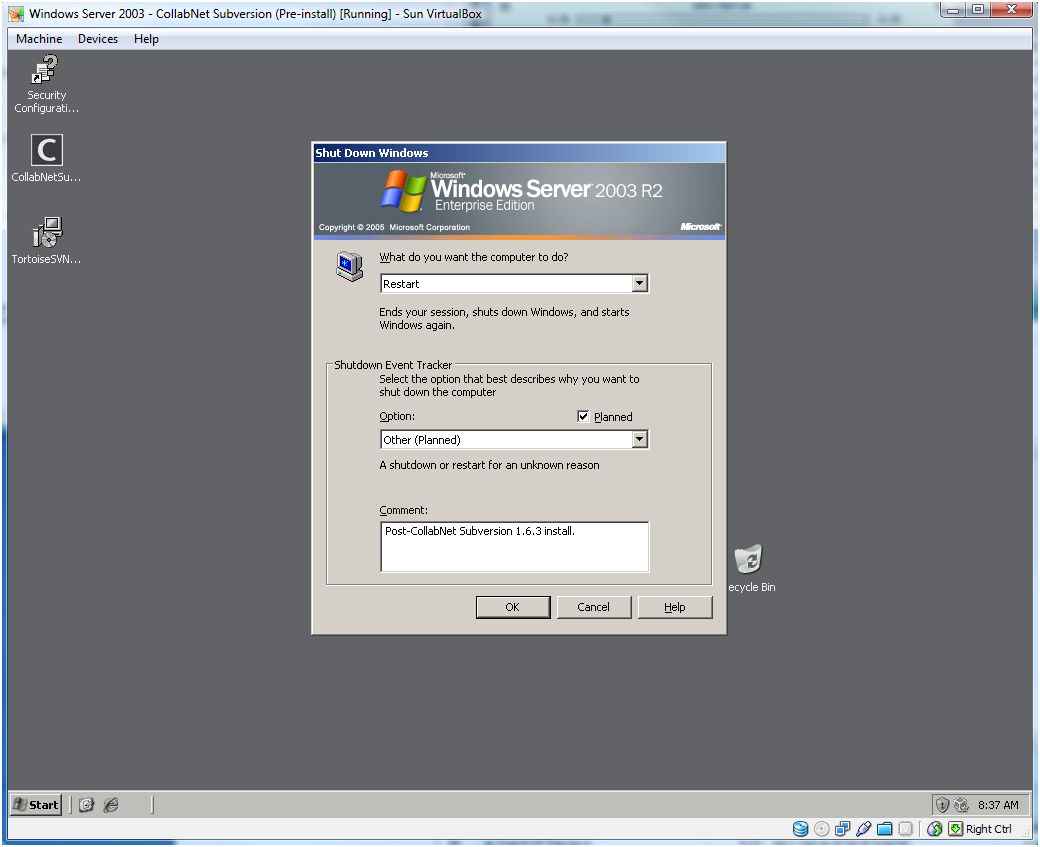 Windows Server 2003 - CollabNet Subversion (Pre-install) [Running] - Sun VirtualBox
Machine Devices Help
Security
Configurati...
CollabNetSu...
TortoiseSVN...
Shut Down Windows
Microsoft
Windows Server 2003 R2
Enterprise Edition
Copyright © 2005 Microsoft Corporation
Microsoft
What do you want the computer to do?
Restart
Ends your session, shuts down Windows, and starts
Windows again.
Shutdown Event Tracker
Select the option that best describes why you want to
shut down the computer
Option:
Planned
Other (Planned)
A shutdown or restart for an unknown reason
Comment:
Post-CollabNet Subversion 1.6.3 install.
OK Cancel Help
ecycle Bin
Start
8:37 AM
Right Ctrl